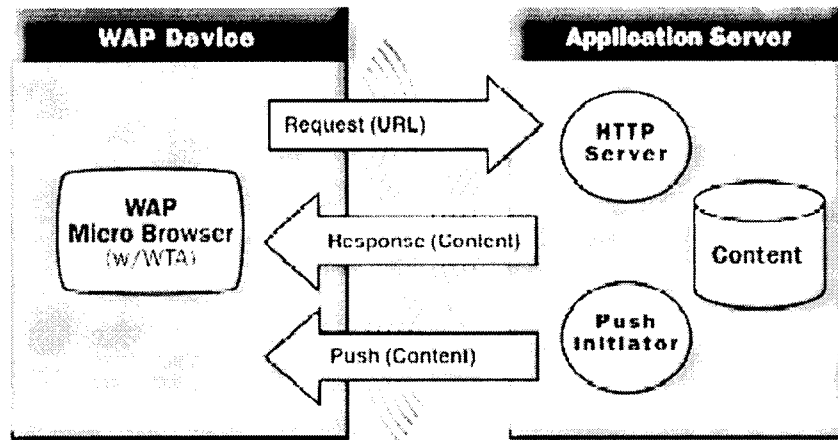 WAP Device
Application Server
Request (URL)
HTTP
Server
WAP
Micro Browser
(w/WTA)
Response (Content)
Content
Push
Initiator
Push (Content)